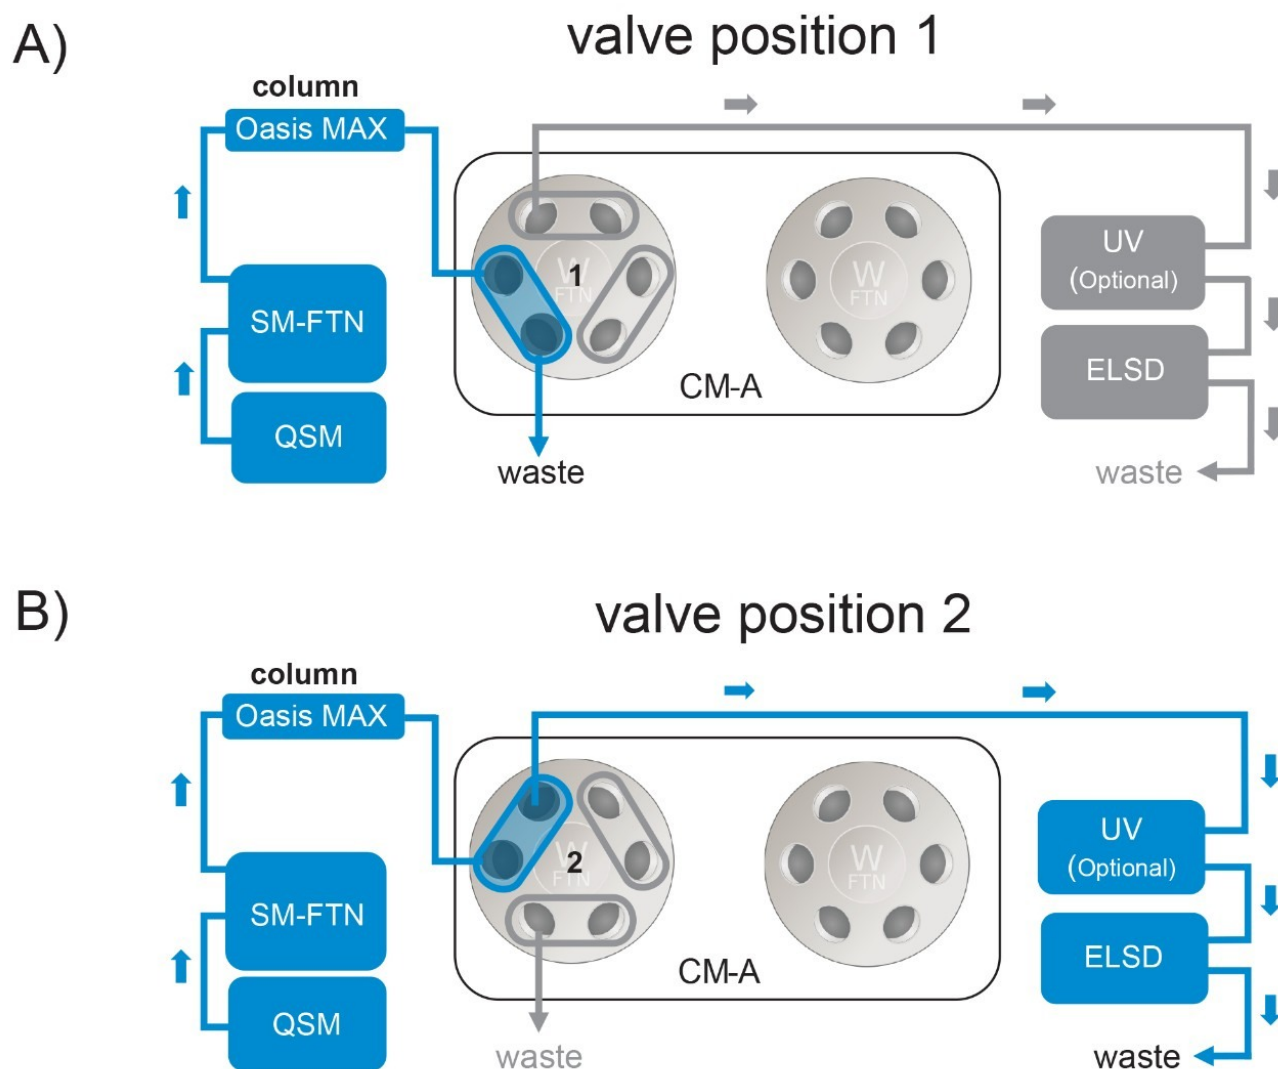 A)
valve position 1
column
Oasis MAX
SM-FTN
QSM
W
FTN
1
W
FTN
CM-A
waste
UV
(Optional)
ELSD
waste
B)
valve position 2
column
Oasis MAX
SM-FTN
QSM
W
FTN
2
W
FTN
CM-A
waste
UV
(Optional)
ELSD
waste